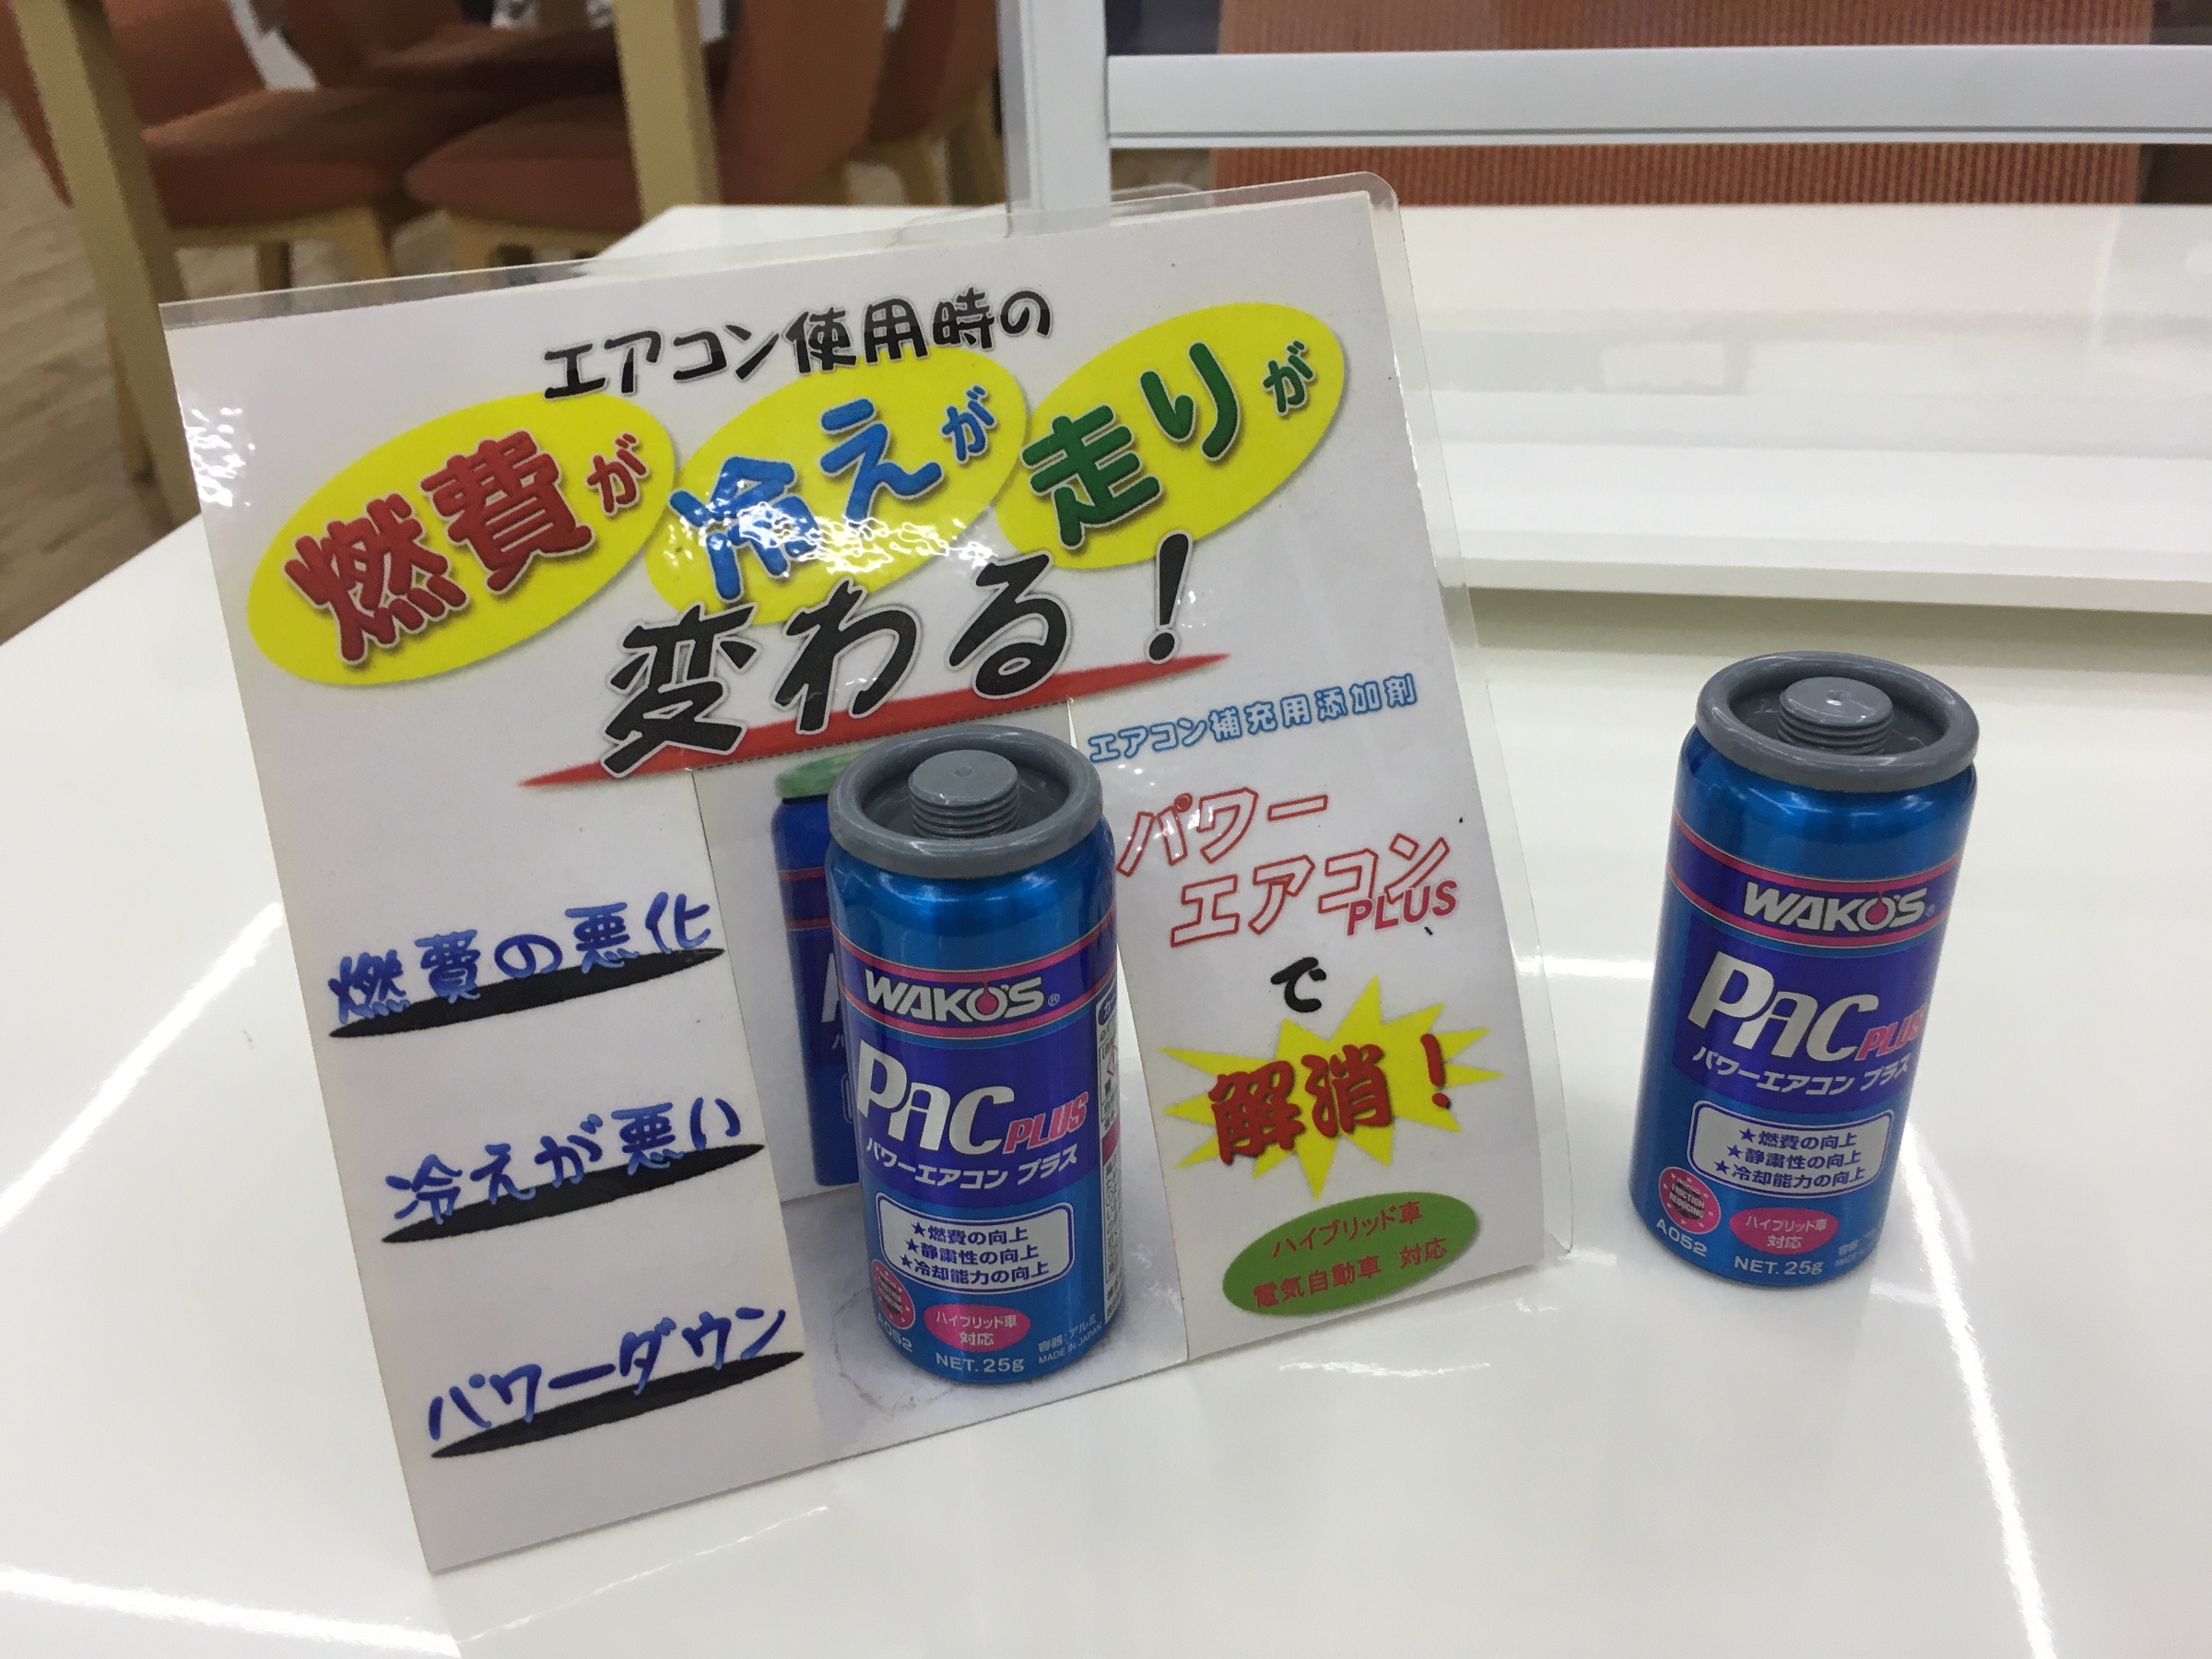 エアコン使用時の
燃費が 冷えが 走りが
変わる！
エアコン補充用添加剤
パワー
エアコン
PLUS
で
解消！
ハイブリッド車
電気自動車 対応
燃費の悪化
冷えが悪い
パワーダウン
WAKO'S®
PAC PLUS
パワーエアコン プラス
★燃費の向上
★静粛性の向上
★冷却能力の向上
ハイブリッド車
対応
A052
NET. 25g
容器：アルミ
MADE IN JAPAN
WAKO'S®
PAC PLUS
パワーエアコン プラス
★燃費の向上
★静粛性の向上
★冷却能力の向上
FRICTION
REDUCING
ハイブリッド車
対応
A052
NET. 25g